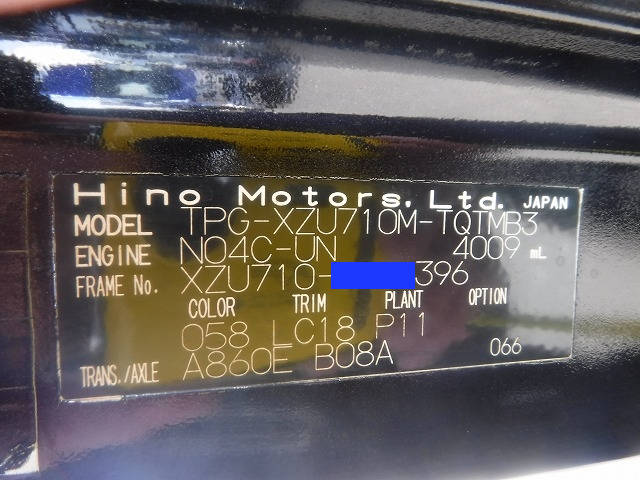 Hino Motors, Ltd. JAPAN
MODEL TPG-XZU710M-TQTMB3
ENGINE N04C-UN 4009 mL
FRAME No. XZU710- 396
COLOR TRIM PLANT OPTION
058 LC18 P11
TRANS./AXLE A860E B08A 066